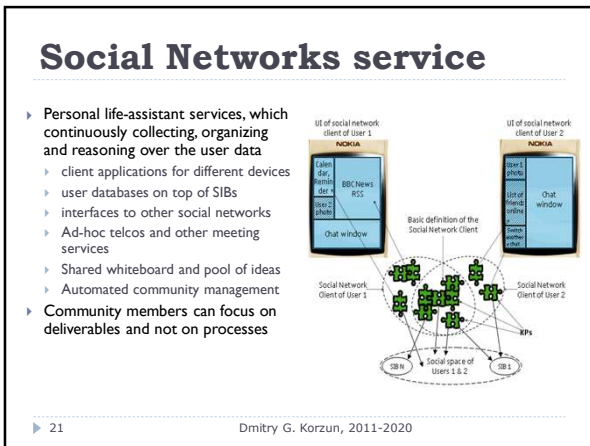 Social Networks service
Personal life-assistant services, which
continuously collecting, organizing
and reasoning over the user data
client applications for different devices
user databases on top of SIBs
interfaces to other social networks
Ad-hoc telcos and other meeting
services
Shared whiteboard and pool of ideas
Automated community management
Community members can focus on
deliverables and not on processes
UI of social network
client of User 1
NOKIA
Calen
dar,
Remin
der
User 2
photo
BBC News
RSS
Chat window
UI of social network
client of User 2
NOKIA
User 1
photo
List of
friends
online
Switch
another
chat
Chat
window
Basic definition of the
Social Network Client
Social Network
Client of User 1
Social Network
Client of User 2
KPs
SIB N
Social space of
Users 1 & 2
SIB 1
21
Dmitry G. Korzun, 2011-2020